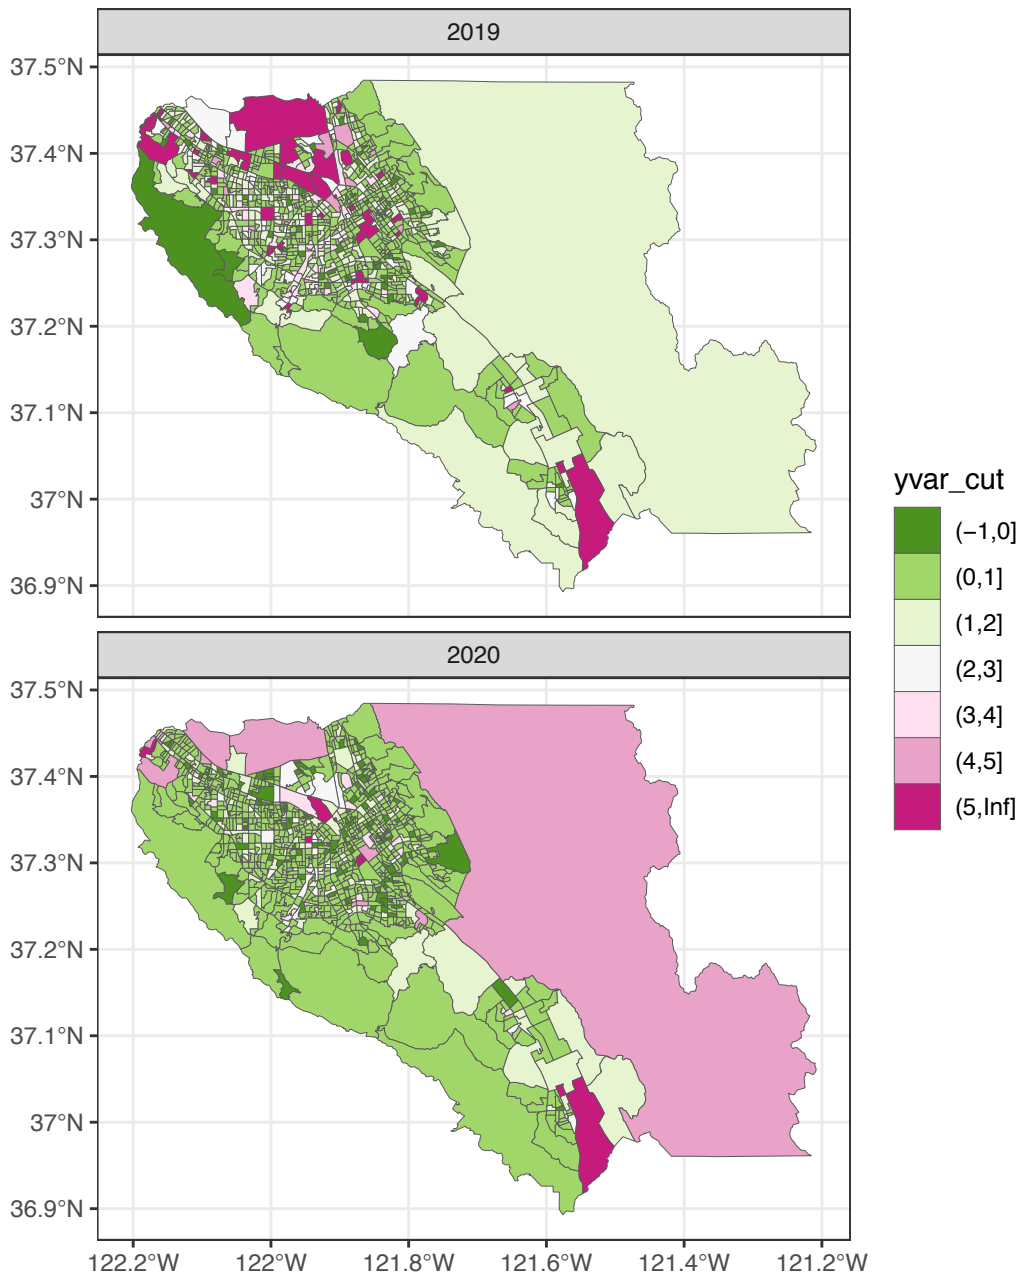 2019
37.5°N
37.4°N
37.3°N
37.2°N
37.1°N
37°N
36.9°N
2020
37.5°N
37.4°N
37.3°N
37.2°N
37.1°N
37°N
36.9°N
122.2°W 122°W 121.8°W 121.6°W 121.4°W 121.2°W
yvar_cut
(−1,0]
(0,1]
(1,2]
(2,3]
(3,4]
(4,5]
(5,Inf]